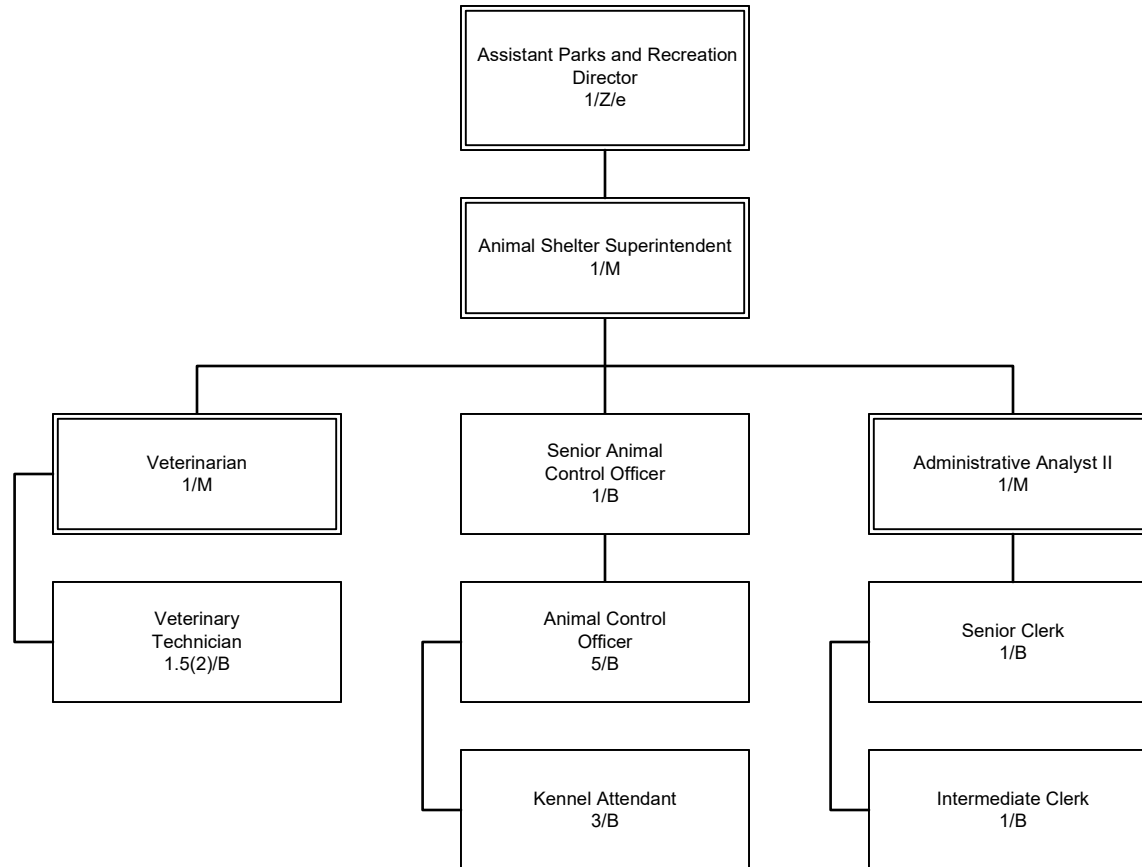 Assistant Parks and Recreation
Director
1/Z/e
Animal Shelter Superintendent
1/M
Veterinarian
1/M
Senior Animal
Control Officer
1/B
Administrative Analyst II
1/M
Veterinary
Technician
1.5(2)/B
Animal Control
Officer
5/B
Senior Clerk
1/B
Kennel Attendant
3/B
Intermediate Clerk
1/B